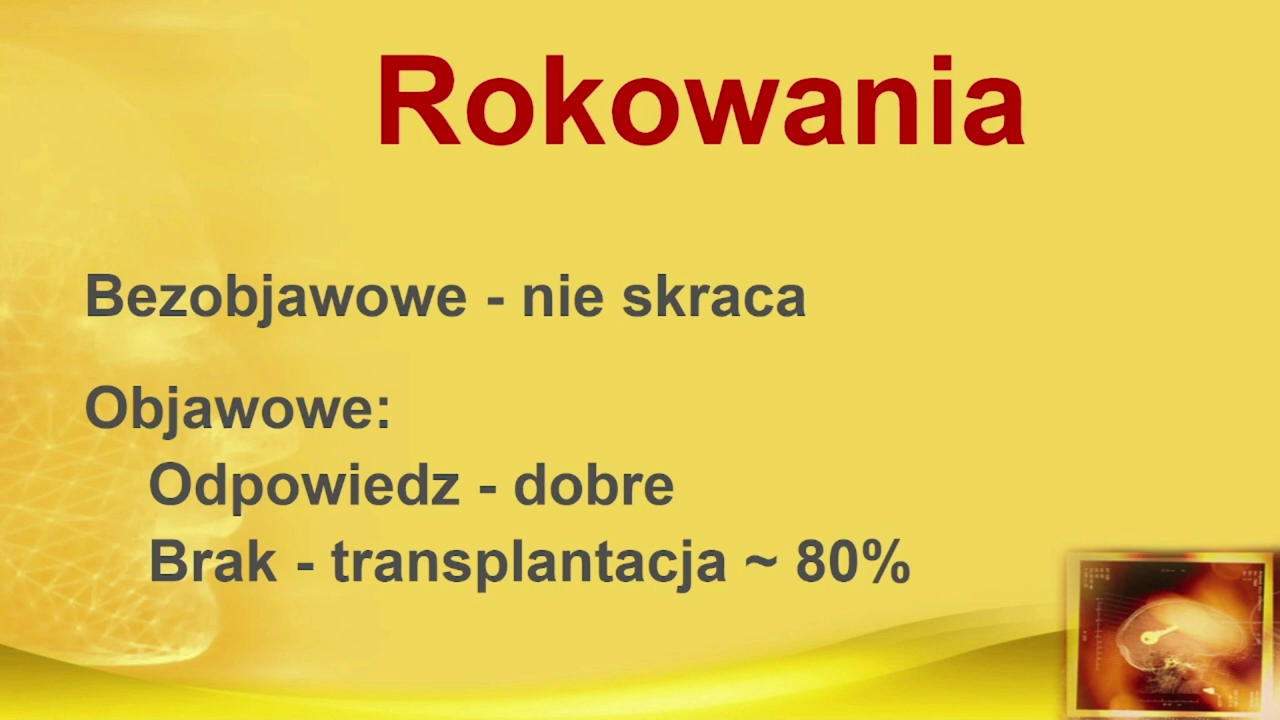 Rokowania
Bezobjawowe - nie skraca
Objawowe:
Odpowiedz - dobre
Brak - transplantacja ~ 80%